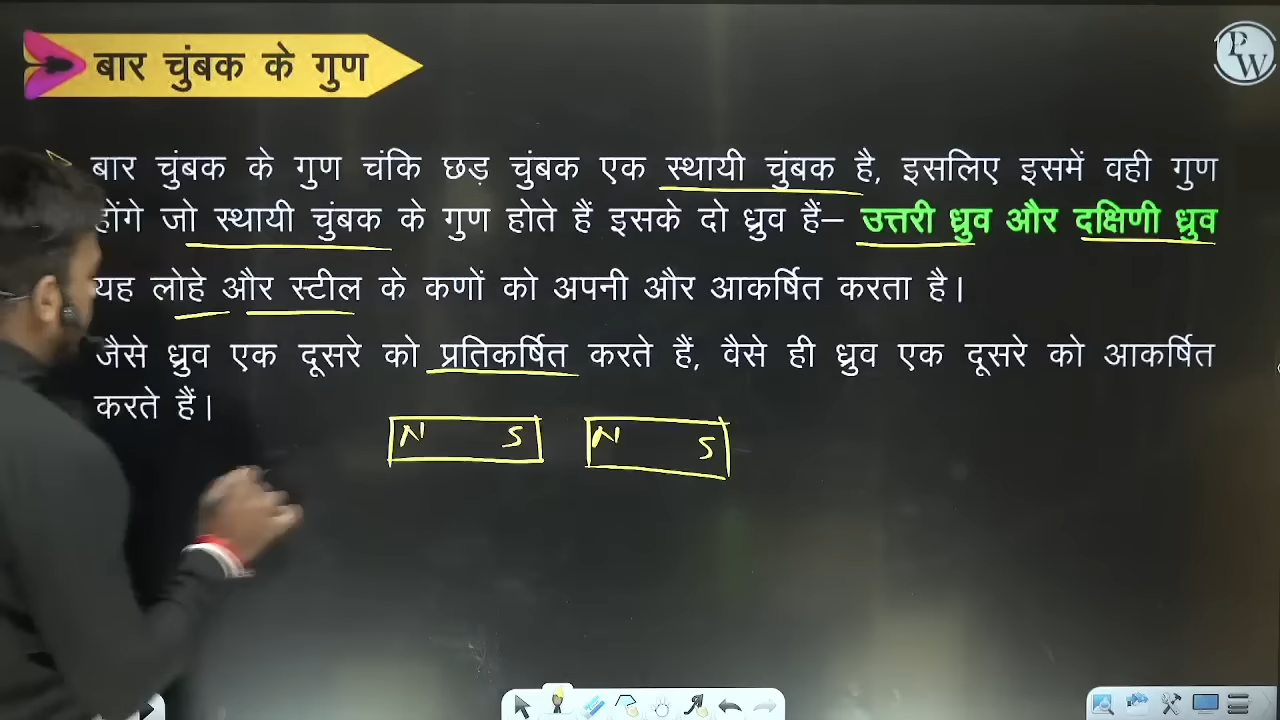 बार चुंबक के गुण
PW
बार चुंबक के गुण चंकि छड़ चुंबक एक स्थायी चुंबक है, इसलिए इसमें वही गुण
होंगे जो स्थायी चुंबक के गुण होते हैं इसके दो ध्रुव हैं– उत्तरी ध्रुव और दक्षिणी ध्रुव
यह लोहे और स्टील के कणों को अपनी और आकर्षित करता है।
जैसे ध्रुव एक दूसरे को प्रतिकर्षित करते हैं, वैसे ही ध्रुव एक दूसरे को आकर्षित
करते हैं।
N S N S